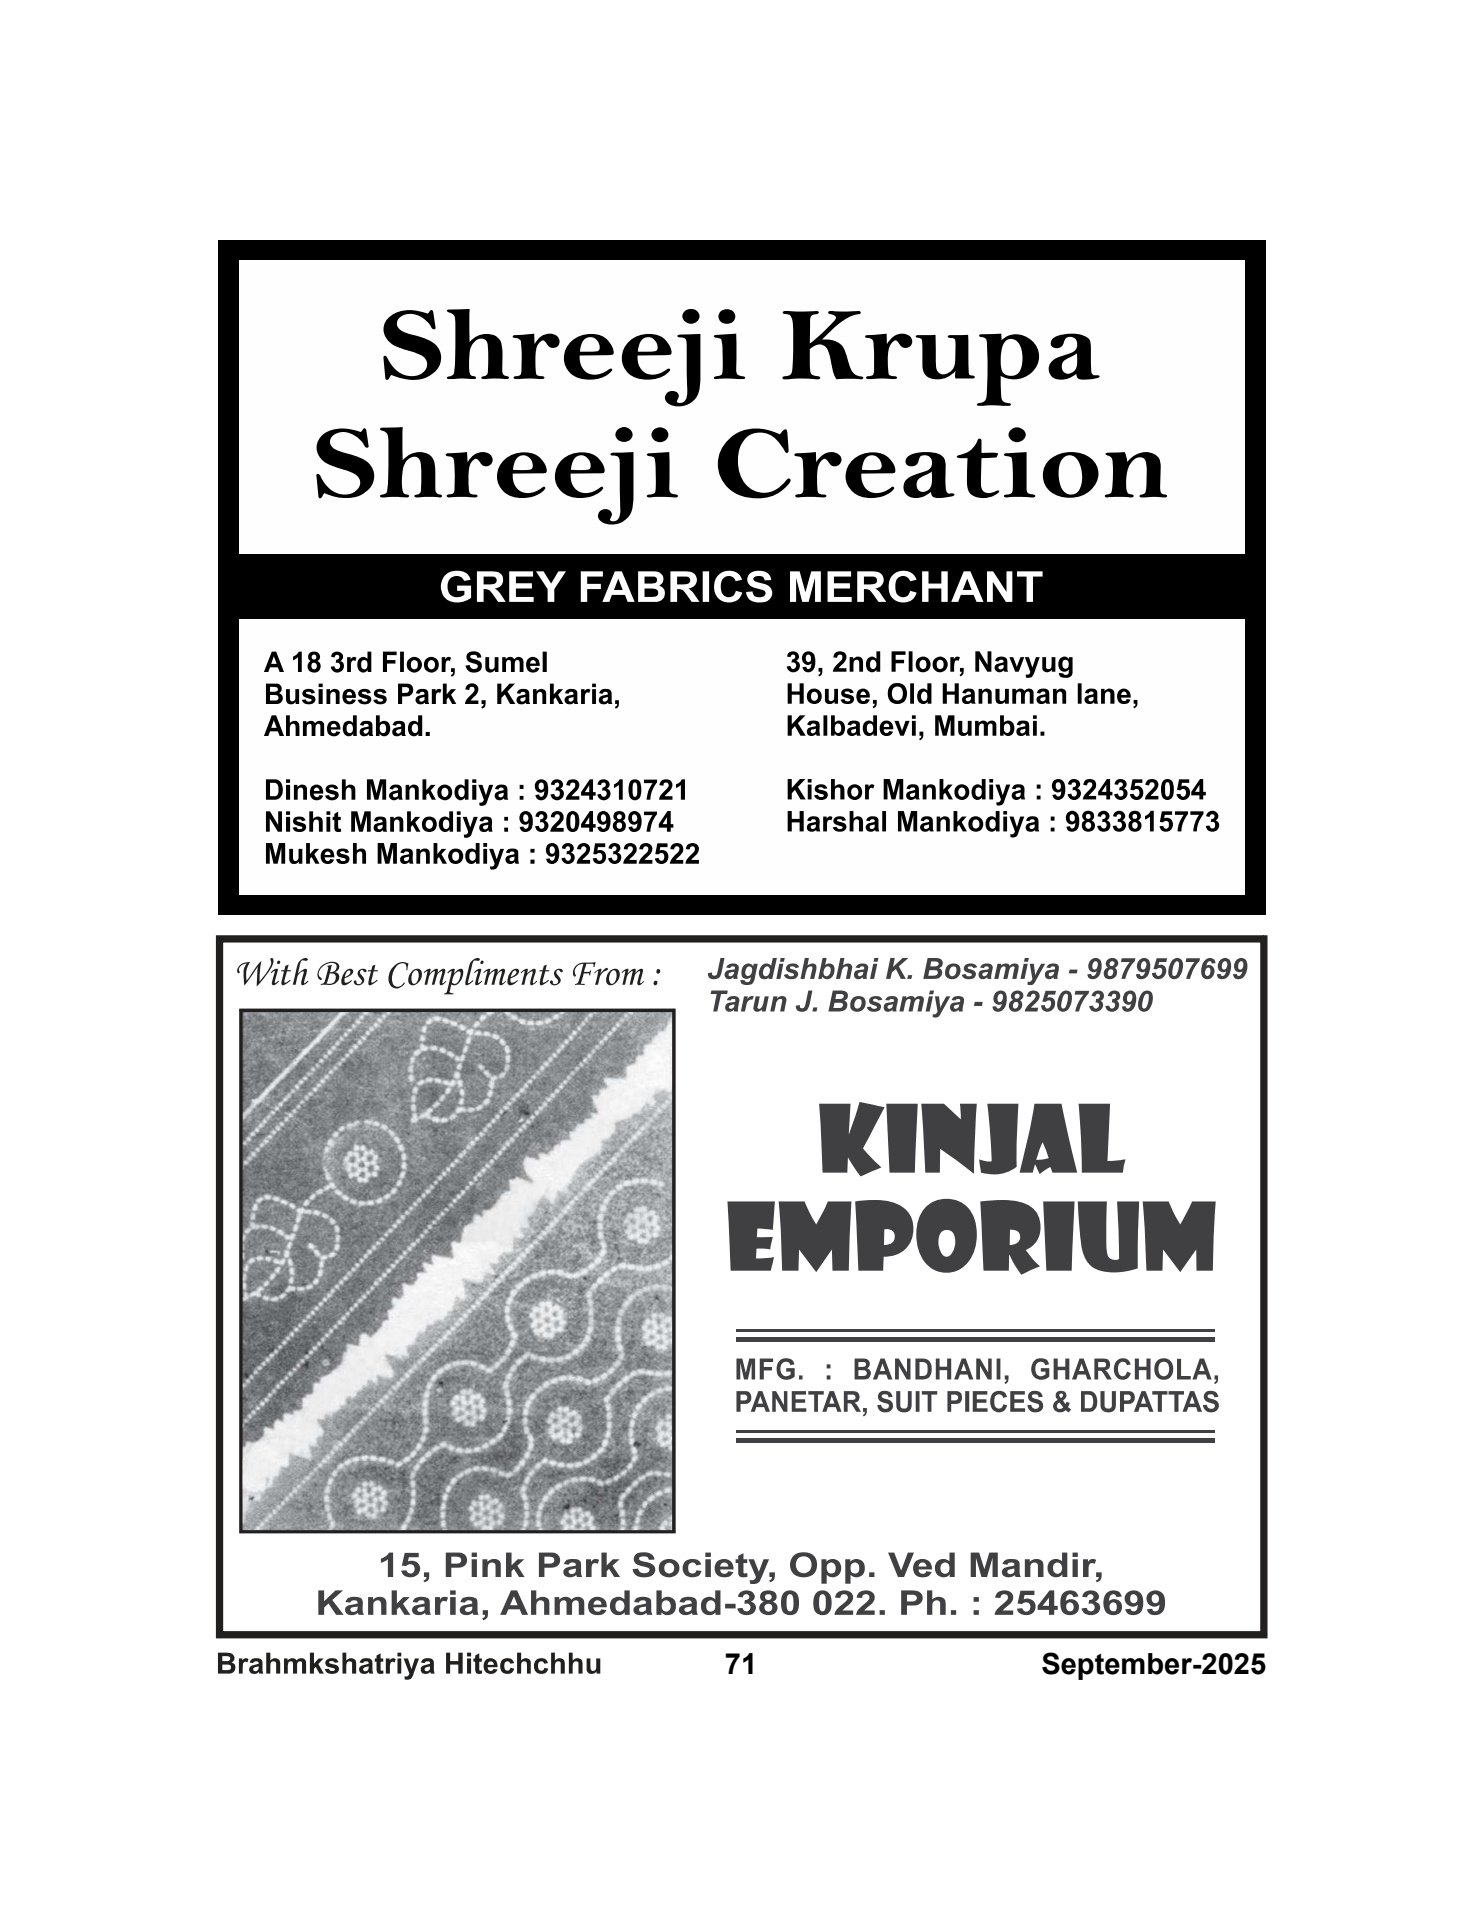 Shreeji Krupa
Shreeji Creation
GREY FABRICS MERCHANT
A 18 3rd Floor, Sumel
Business Park 2, Kankaria,
Ahmedabad.
Dinesh Mankodiya : 9324310721
Nishit Mankodiya : 9320498974
Mukesh Mankodiya : 9325322522
39, 2nd Floor, Navyug
House, Old Hanuman lane,
Kalbadevi, Mumbai.
Kishor Mankodiya : 9324352054
Harshal Mankodiya : 9833815773
With Best Compliments From :
Jagdishbhai K. Bosamiya - 9879507699
Tarun J. Bosamiya - 9825073390
KINJAL
EMPORIUM
MFG. : BANDHANI, GHARCHOLA,
PANETAR, SUIT PIECES & DUPATTAS
15, Pink Park Society, Opp. Ved Mandir,
Kankaria, Ahmedabad-380 022. Ph. : 25463699
Brahmkshatriya Hitechchhu
71
September-2025